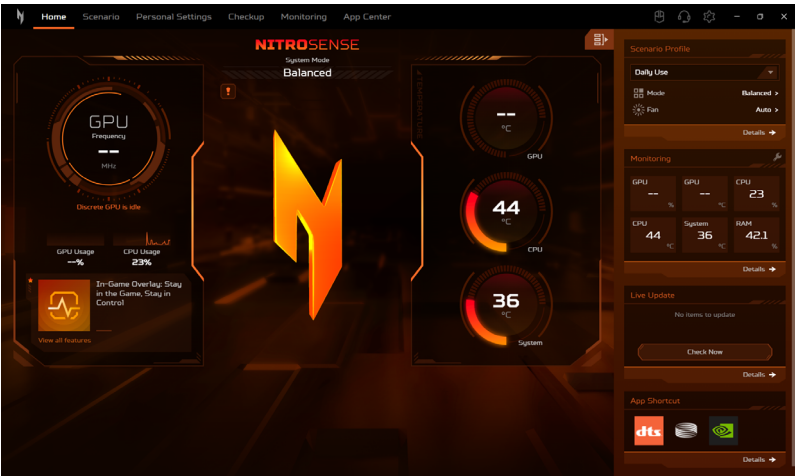 Home Scenario Personal Settings Checkup Monitoring App Center
NITROSENSE
System Mode
Balanced
GPU
Frequency
--
MHz
Discrete GPU is idle
GPU Usage
--%
CPU Usage
23%
In-Game Overlay: Stay
in the Game, Stay in
Control
View all features
TEMPERATURE
--
°C
GPU
44
°C
CPU
36
°C
System
Scenario Profile
Daily Use
Mode Balanced >
Fan Auto >
Details
Monitoring
GPU
--
%
GPU
--
°C
CPU
23
%
CPU
44
°C
System
36
°C
RAM
42.1
%
Details
Live Update
No items to update
Check Now
Details
App Shortcut
dts
Details